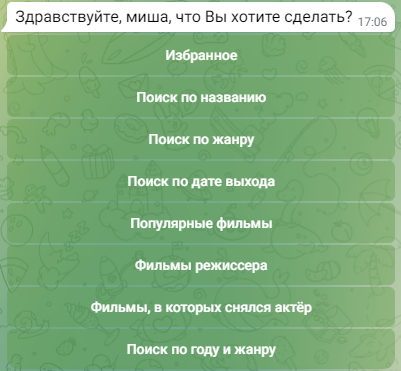 Здравствуйте, миша, что Вы хотите сделать? 17:06
Избранное
Поиск по названию
Поиск по жанру
Поиск по дате выхода
Популярные фильмы
Фильмы режиссера
Фильмы, в которых снялся актёр
Поиск по году и жанру